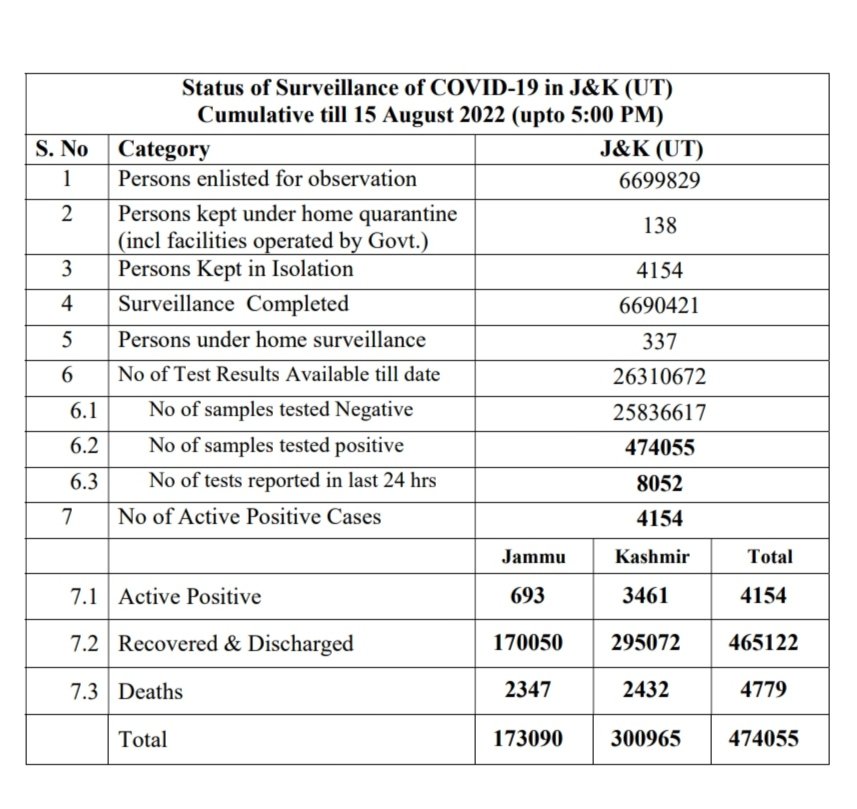 Status of Surveillance of COVID-19 in J&K (UT)
Cumulative till 15 August 2022 (upto 5:00 PM)
S. No Category J&K (UT)
1 Persons enlisted for observation 6699829
2 Persons kept under home quarantine
(incl facilities operated by Govt.) 138
3 Persons Kept in Isolation 4154
4 Surveillance Completed 6690421
5 Persons under home surveillance 337
6 No of Test Results Available till date 26310672
6.1 No of samples tested Negative 25836617
6.2 No of samples tested positive 474055
6.3 No of tests reported in last 24 hrs 8052
7 No of Active Positive Cases 4154
Jammu Kashmir Total
7.1 Active Positive 693 3461 4154
7.2 Recovered & Discharged 170050 295072 465122
7.3 Deaths 2347 2432 4779
Total 173090 300965 474055